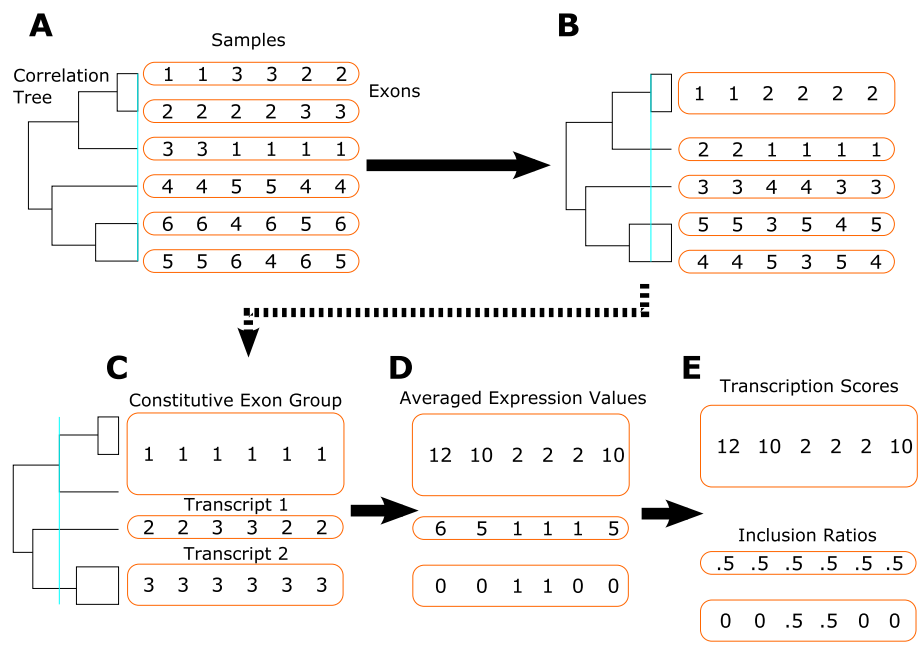 A
Samples
Correlation
Tree
Exons
1 1 3 3 2 2
2 2 2 2 3 3
3 3 1 1 1 1
4 4 5 5 4 4
6 6 4 6 5 6
5 5 6 4 6 5
B
1 1 2 2 2 2
2 2 1 1 1 1
3 3 4 4 3 3
5 5 3 5 4 5
4 4 5 3 5 4
C
Constitutive Exon Group
1 1 1 1 1 1
Transcript 1
2 2 3 3 2 2
Transcript 2
3 3 3 3 3 3
D
Averaged Expression Values
12 10 2 2 2 10
6 5 1 1 1 5
0 0 1 1 0 0
E
Transcription Scores
12 10 2 2 2 10
Inclusion Ratios
.5 .5 .5 .5 .5 .5
0 0 .5 .5 0 0